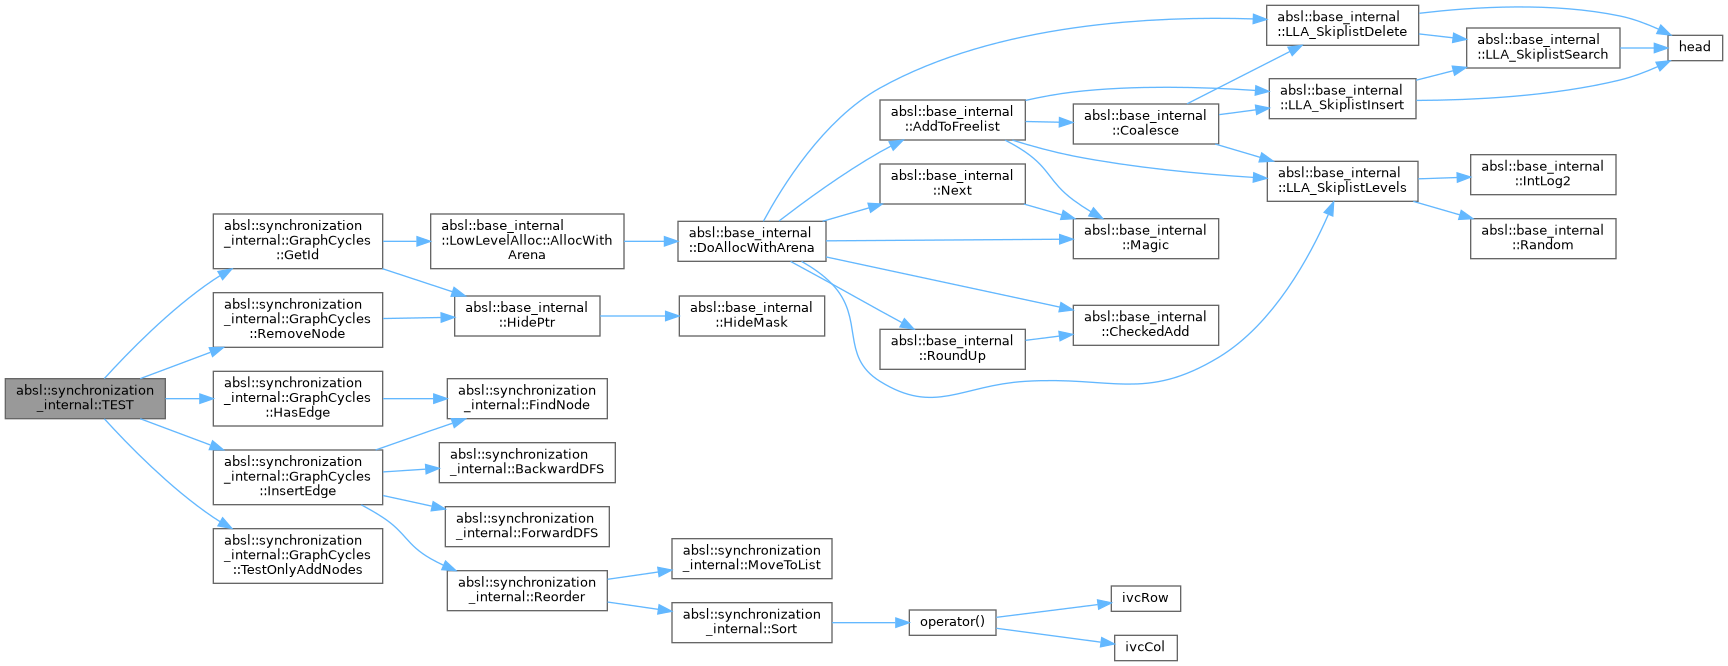 absl::synchronization
_internal::TEST
absl::synchronization
_internal::GraphCycles
::GetId
absl::synchronization
_internal::GraphCycles
::RemoveNode
absl::synchronization
_internal::GraphCycles
::HasEdge
absl::synchronization
_internal::GraphCycles
::InsertEdge
absl::synchronization
_internal::GraphCycles
::TestOnlyAddNodes
absl::base_internal
::LowLevelAlloc::AllocWith
Arena
absl::base_internal
::HidePtr
absl::synchronization
_internal::FindNode
absl::synchronization
_internal::BackwardDFS
absl::synchronization
_internal::ForwardDFS
absl::synchronization
_internal::Reorder
absl::base_internal
::DoAllocWithArena
absl::base_internal
::HideMask
absl::synchronization
_internal::MoveToList
absl::synchronization
_internal::Sort
absl::base_internal
::AddToFreelist
absl::base_internal
::Next
absl::base_internal
::RoundUp
operator()
absl::base_internal
::Coalesce
absl::base_internal
::Magic
absl::base_internal
::CheckedAdd
ivcRow
ivcCol
absl::base_internal
::LLA_SkiplistDelete
absl::base_internal
::LLA_SkiplistInsert
absl::base_internal
::LLA_SkiplistLevels
absl::base_internal
::LLA_SkiplistSearch
absl::base_internal
::IntLog2
absl::base_internal
::Random
head